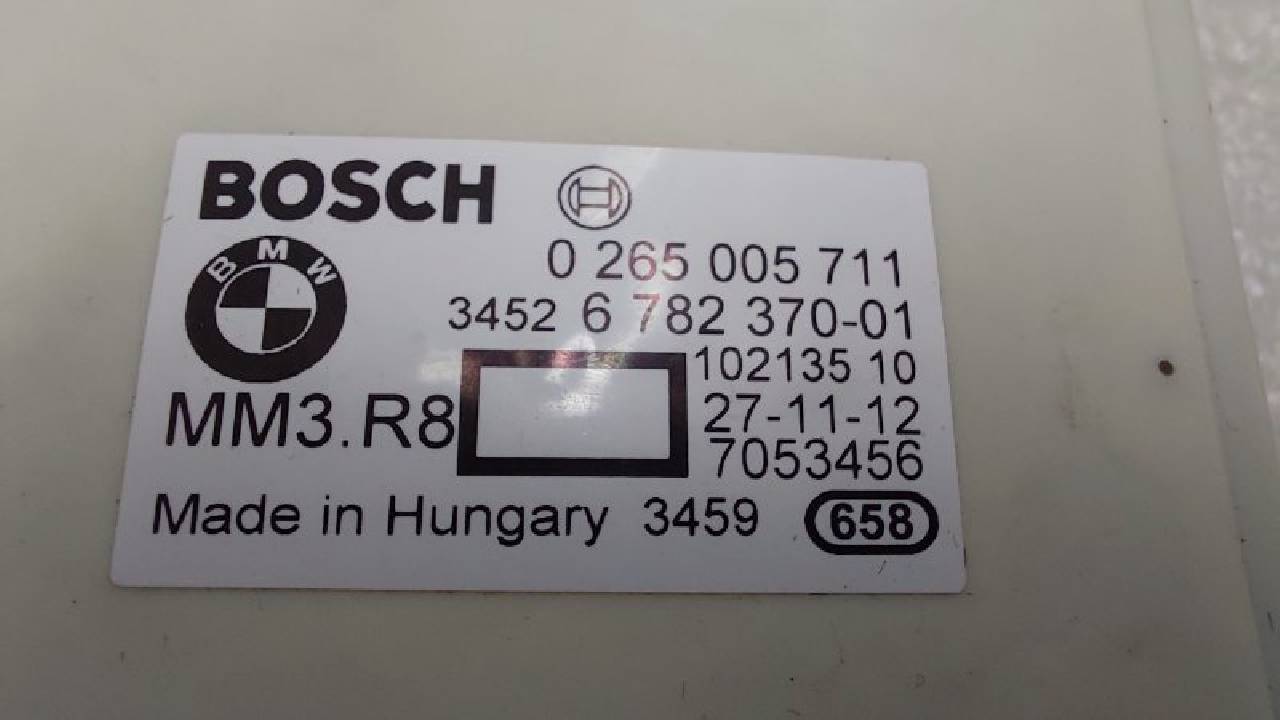 BOSCH
0 265 005 711
BMW
3452 6 782 370-01
102135 10
MM3.R8
27-11-12
7053456
Made in Hungary 3459 658